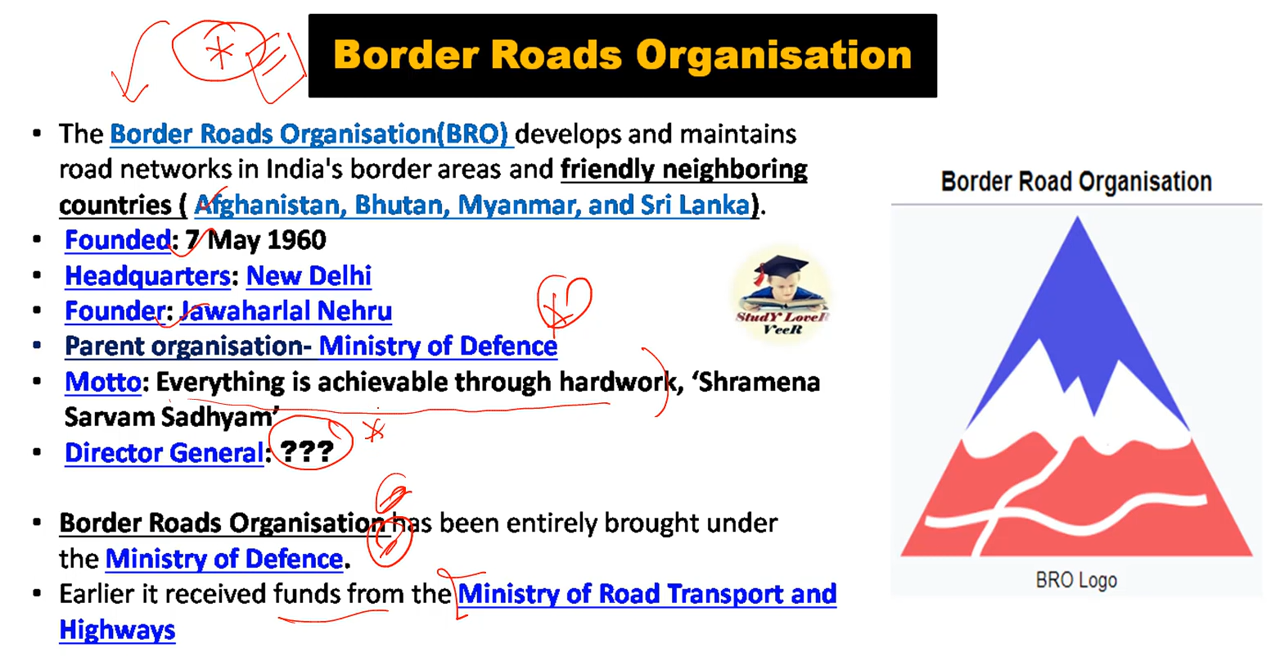 Border Roads Organisation
• The Border Roads Organisation(BRO) develops and maintains
road networks in India's border areas and friendly neighboring
countries ( Afghanistan, Bhutan, Myanmar, and Sri Lanka).
• Founded: 7 May 1960
• Headquarters: New Delhi
• Founder: Jawaharlal Nehru
• Parent organisation- Ministry of Defence
• Motto: Everything is achievable through hardwork, ‘Shramena
Sarvam Sadhyam’
• Director General: ???
• Border Roads Organisation has been entirely brought under
the Ministry of Defence.
• Earlier it received funds from the Ministry of Road Transport and
Highways
StudY LoveR
VeeR
Border Road Organisation
BRO Logo